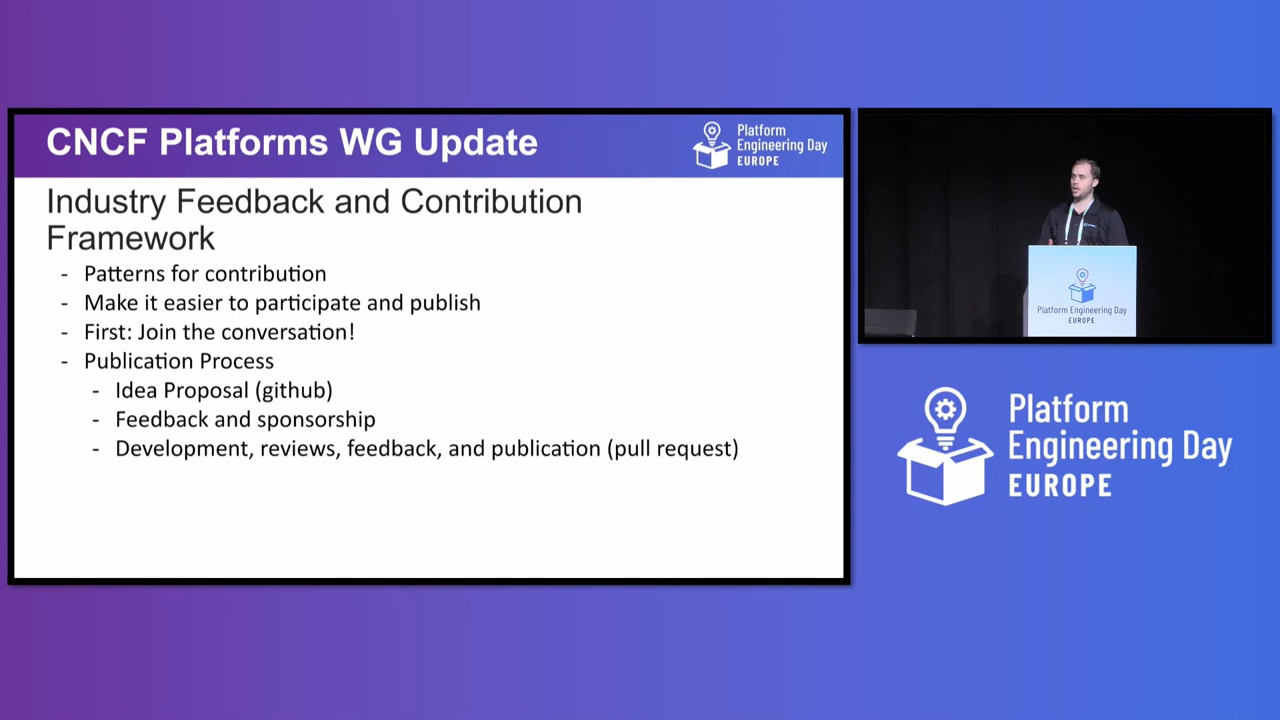 CNCF Platforms WG Update
Platform
Engineering Day
EUROPE
Industry Feedback and Contribution
Framework
- Patterns for contribution
- Make it easier to participate and publish
- First: Join the conversation!
- Publication Process
- Idea Proposal (github)
- Feedback and sponsorship
- Development, reviews, feedback, and publication (pull request)
Platform Engineering Day
EUROPE
Platform
Engineering Day
EUROPE